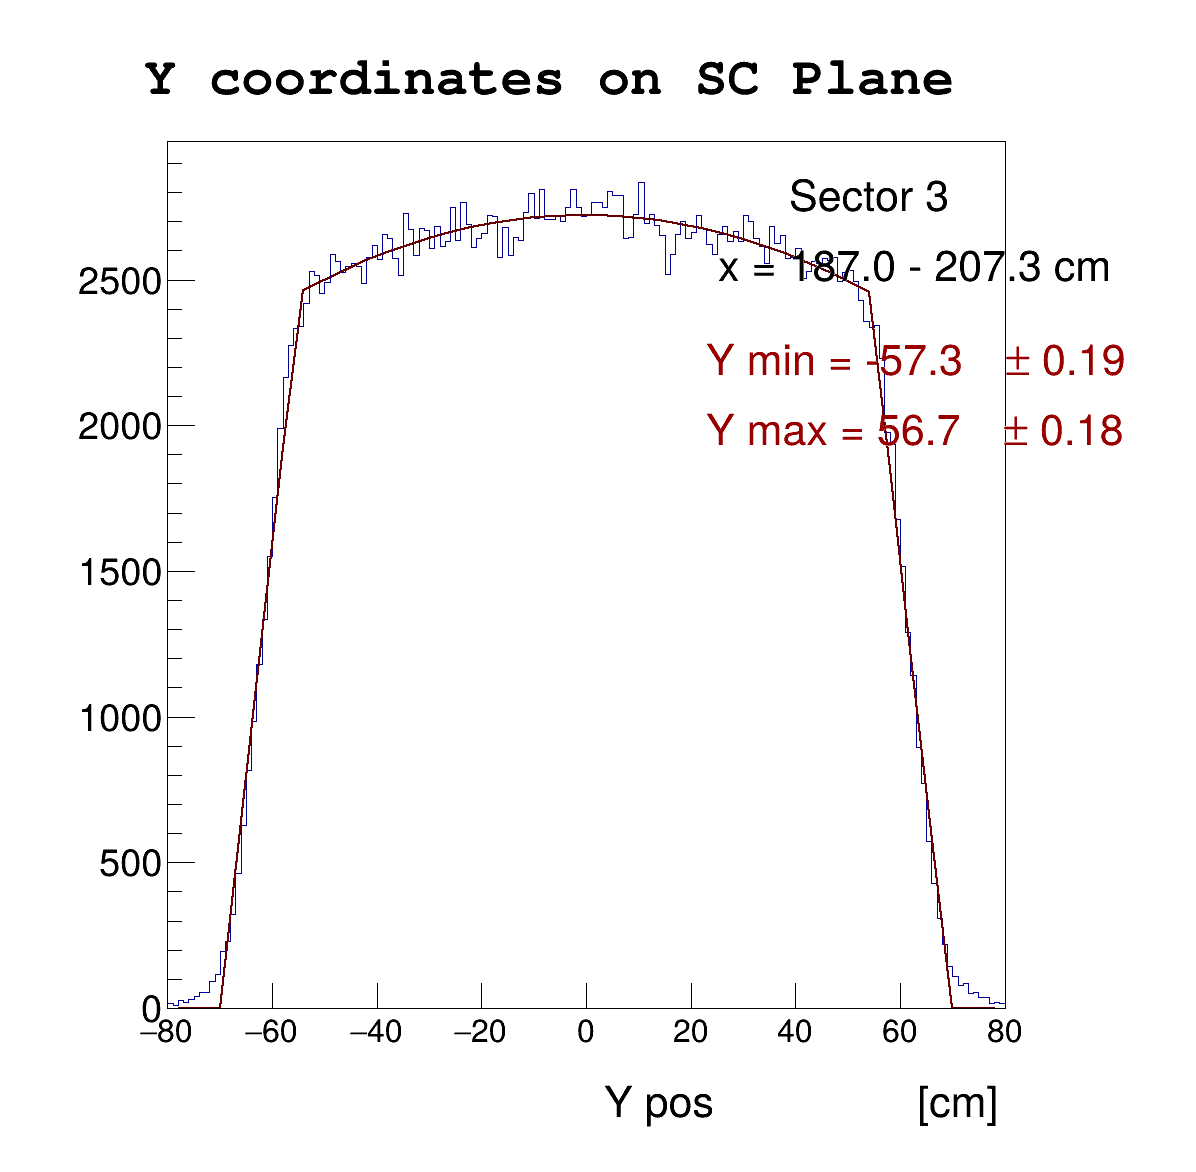 Y coordinates on SC Plane
Sector 3
x = 187.0 - 207.3 cm
Y min = -57.3 ± 0.19
Y max = 56.7 ± 0.18
2500
2000
1500
1000
500
0
−80 −60 −40 −20 0 20 40 60 80
Y pos [cm]